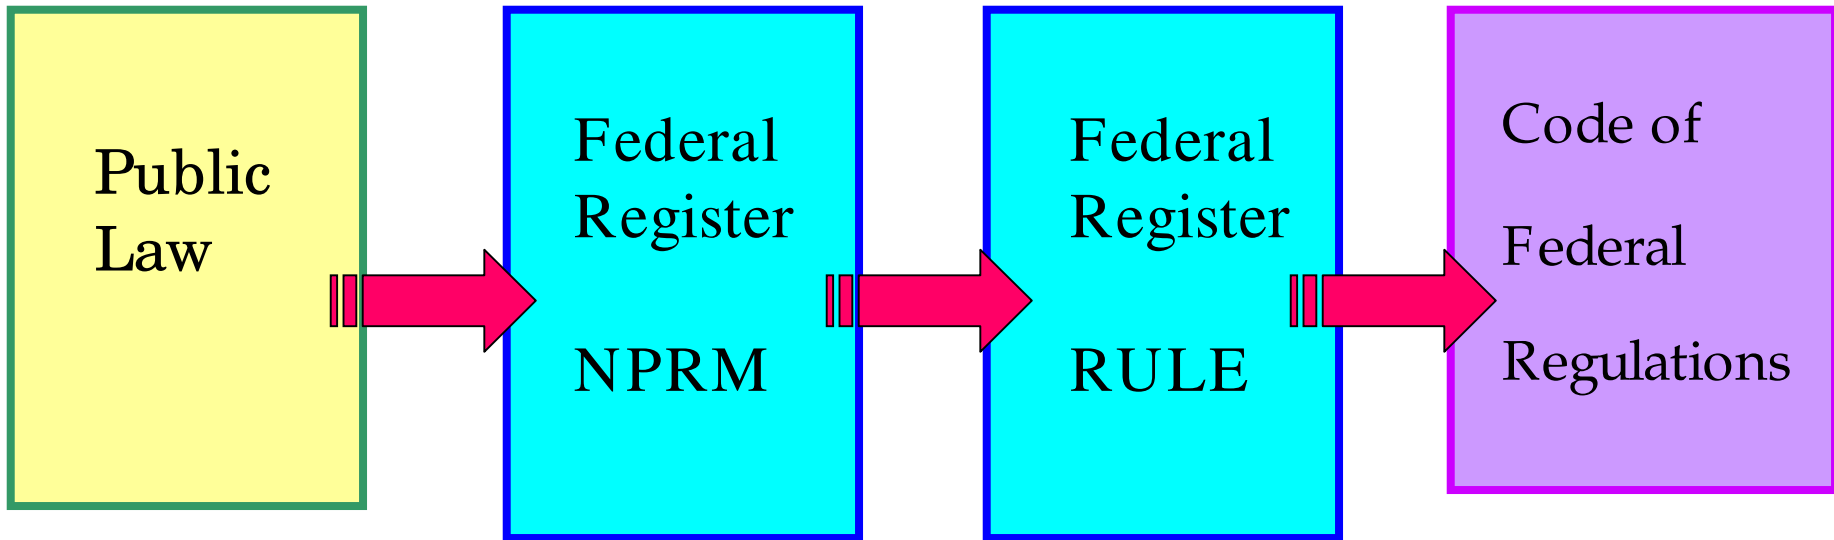 Public
Law
Federal
Register
NPRM
Federal
Register
RULE
Code of
Federal
Regulations